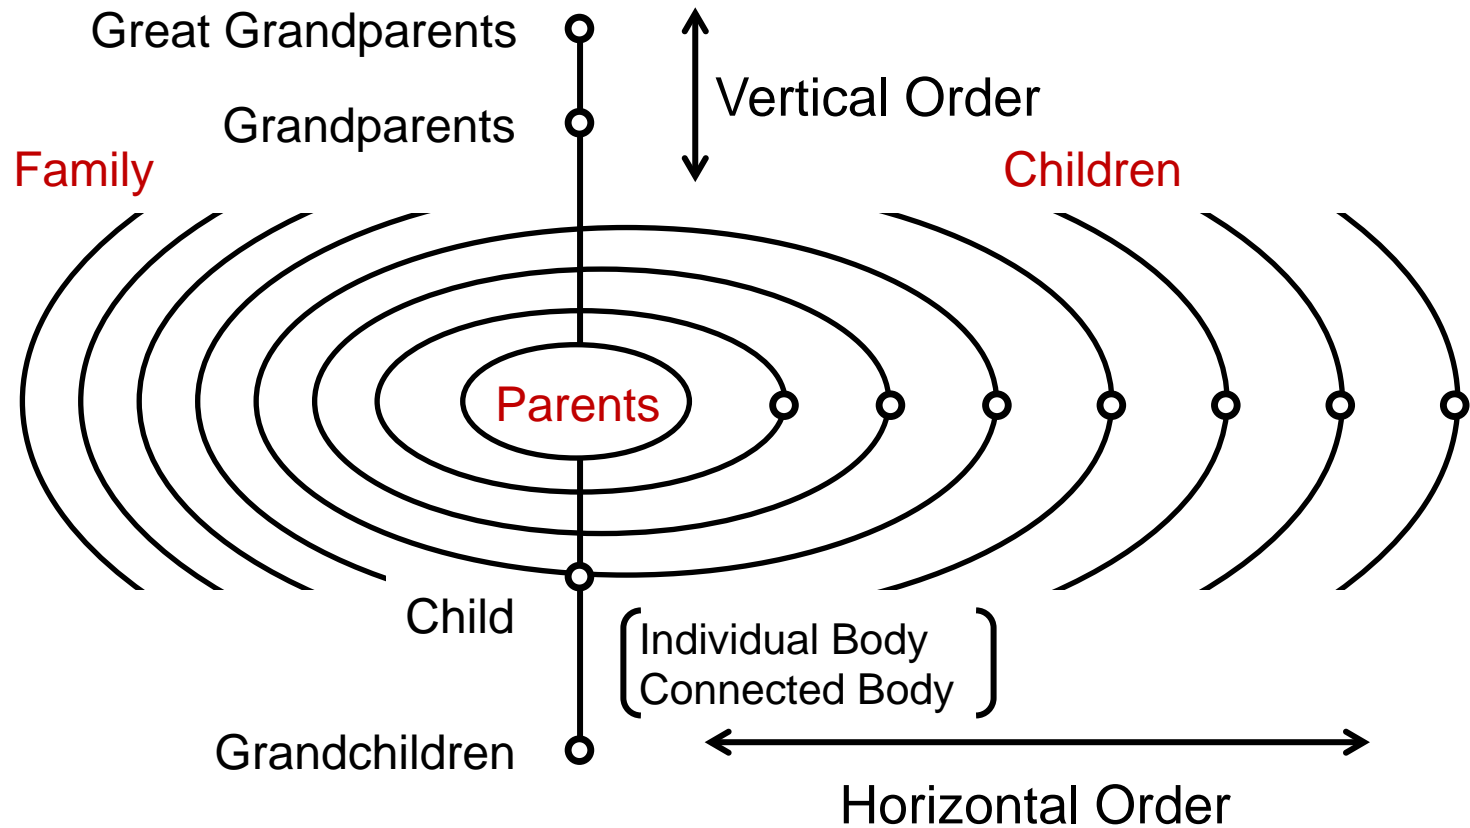 Great Grandparents
Vertical Order
Grandparents
Family
Children
Parents
Child
Individual Body
Connected Body
Grandchildren
Horizontal Order